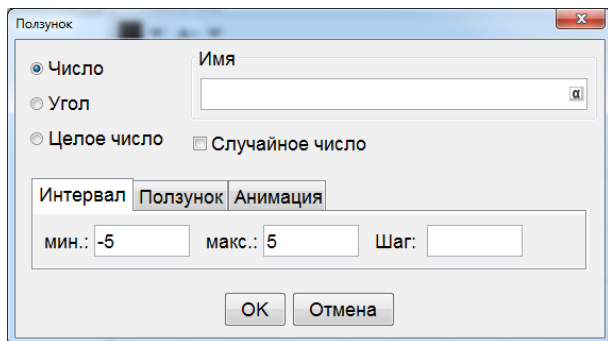 Ползунок
Число
Имя
α
Угол
Целое число
Случайное число
Интервал Ползунок Анимация
мин.: -5 макс.: 5 Шаг:
OK Отмена